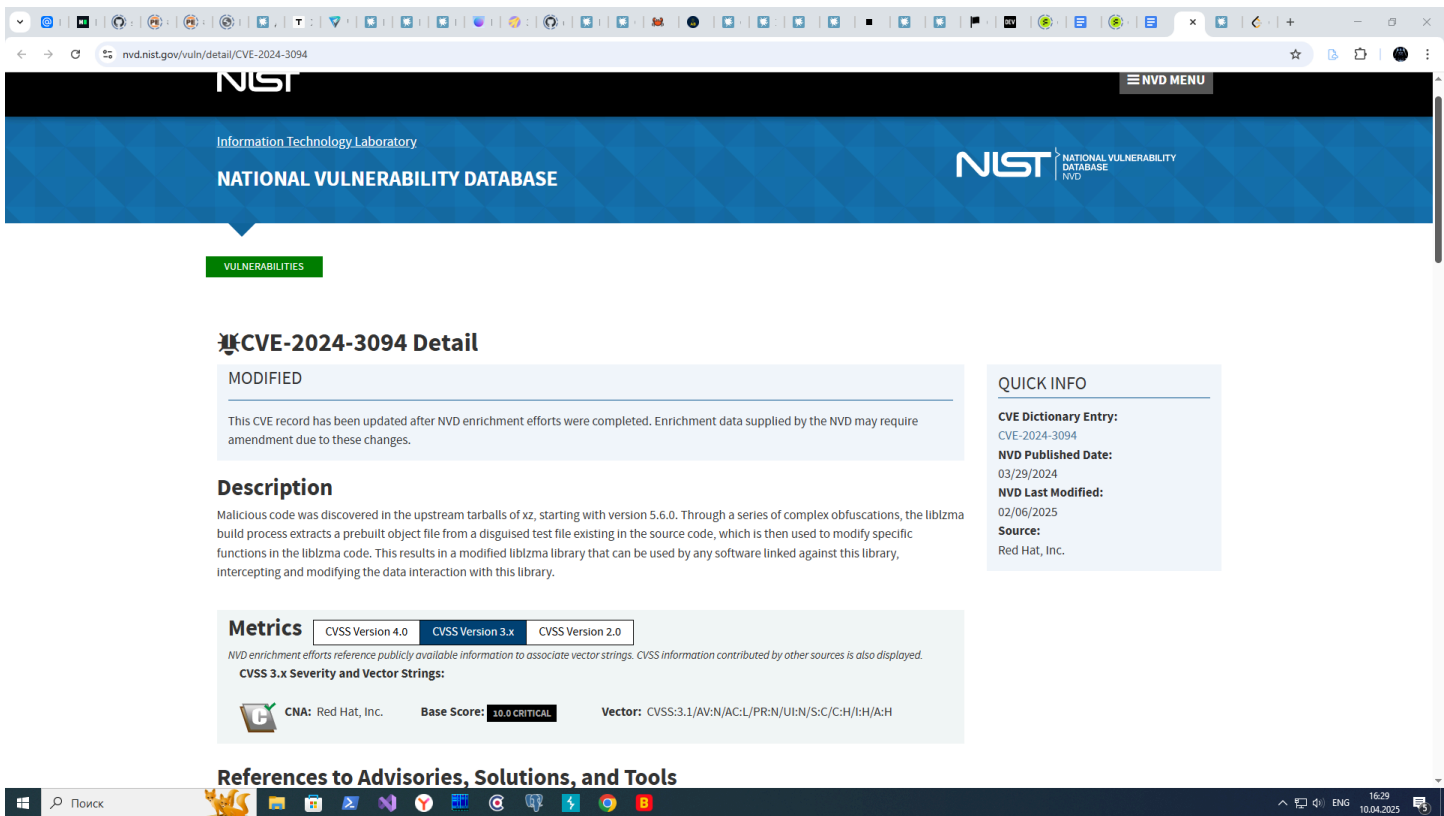 nvd.nist.gov/vuln/detail/CVE-2024-3094
NIST
NVD MENU
Information Technology Laboratory
NATIONAL VULNERABILITY DATABASE
NIST
NATIONAL VULNERABILITY
DATABASE
NVD
VULNERABILITIES
CVE-2024-3094 Detail
MODIFIED
This CVE record has been updated after NVD enrichment efforts were completed. Enrichment data supplied by the NVD may require
amendment due to these changes.
Description
Malicious code was discovered in the upstream tarballs of xz, starting with version 5.6.0. Through a series of complex obfuscations, the liblzma
build process extracts a prebuilt object file from a disguised test file existing in the source code, which is then used to modify specific
functions in the liblzma code. This results in a modified liblzma library that can be used by any software linked against this library,
intercepting and modifying the data interaction with this library.
Metrics
CVSS Version 4.0
CVSS Version 3.x
CVSS Version 2.0
NVD enrichment efforts reference publicly available information to associate vector strings. CVSS information contributed by other sources is also displayed.
CVSS 3.x Severity and Vector Strings:
CNA: Red Hat, Inc.
Base Score: 10.0 CRITICAL
Vector: CVSS:3.1/AV:N/AC:L/PR:N/UI:N/S:C/C:H/I:H/A:H
References to Advisories, Solutions, and Tools
QUICK INFO
CVE Dictionary Entry:
CVE-2024-3094
NVD Published Date:
03/29/2024
NVD Last Modified:
02/06/2025
Source:
Red Hat, Inc.
Поиск
ENG
16:29
10.04.2025